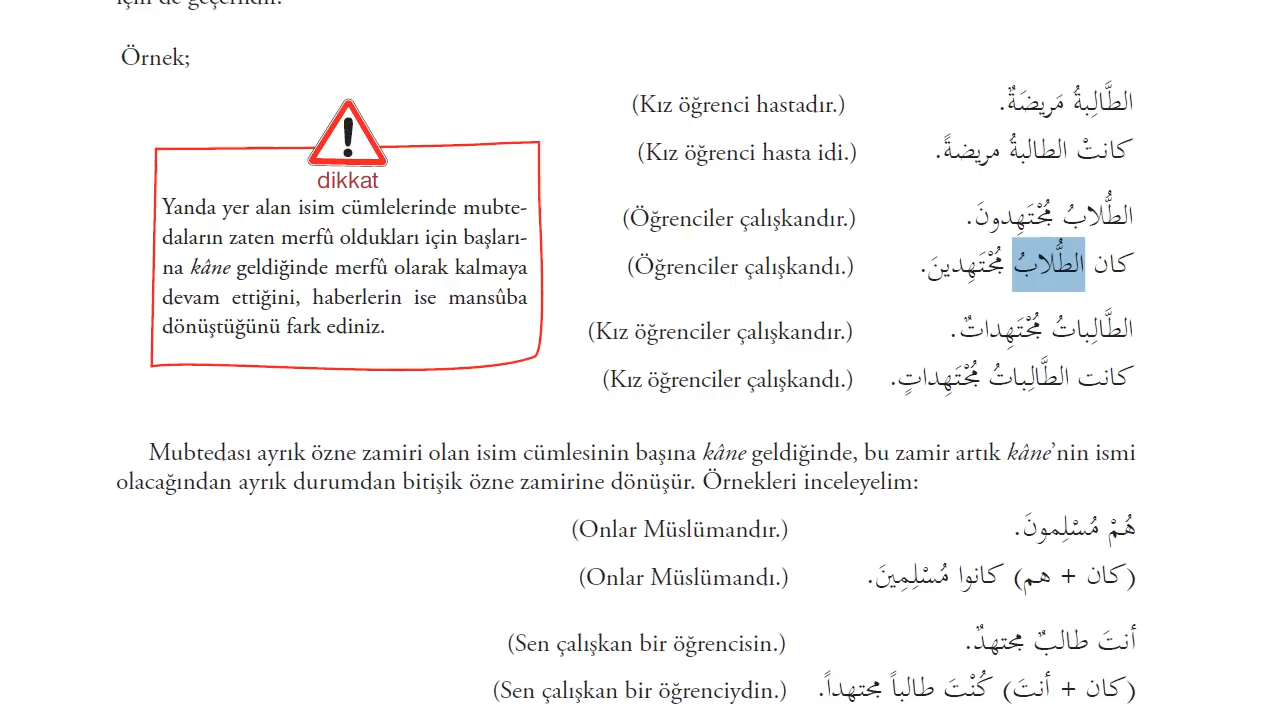 için de geçerlidir.
Örnek;
(Kız öğrenci hastadır.) الطَّالِبةُ مَريضَةٌ.
(Kız öğrenci hasta idi.) كانتْ الطالبةُ مريضةً.
(Öğrenciler çalışkandır.) الطُّلابُ مُجْتَهِدونَ.
(Öğrenciler çalışkandı.) كان الطُّلابُ مُجْتَهِدينَ.
(Kız öğrenciler çalışkandır.) الطَّالِباتُ مُجْتَهِداتٌ.
(Kız öğrenciler çalışkandı.) كانت الطَّالِباتُ مُجْتَهِداتٍ.
dikkat
Yanda yer alan isim cümlelerinde mubte-
daların zaten merfû oldukları için başları-
na kâne geldiğinde merfû olarak kalmaya
devam ettiğini, haberlerin ise mansûba
dönüştüğünü fark ediniz.
Mubtedası ayrık özne zamiri olan isim cümlesinin başına kâne geldiğinde, bu zamir artık kâne’nin ismi
olacağından ayrık durumdan bitişik özne zamirine dönüşür. Örnekleri inceleyelim:
(Onlar Müslümandır.) هُمْ مُسْلِمونَ.
(Onlar Müslümandı.) (كان + هم) كانوا مُسْلِمِينَ.
(Sen çalışkan bir öğrencisin.) أنتَ طالبٌ مجتهدٌ.
(Sen çalışkan bir öğrenciydin.) (كان + أنتَ) كُنْتَ طالباً مجتهداً.